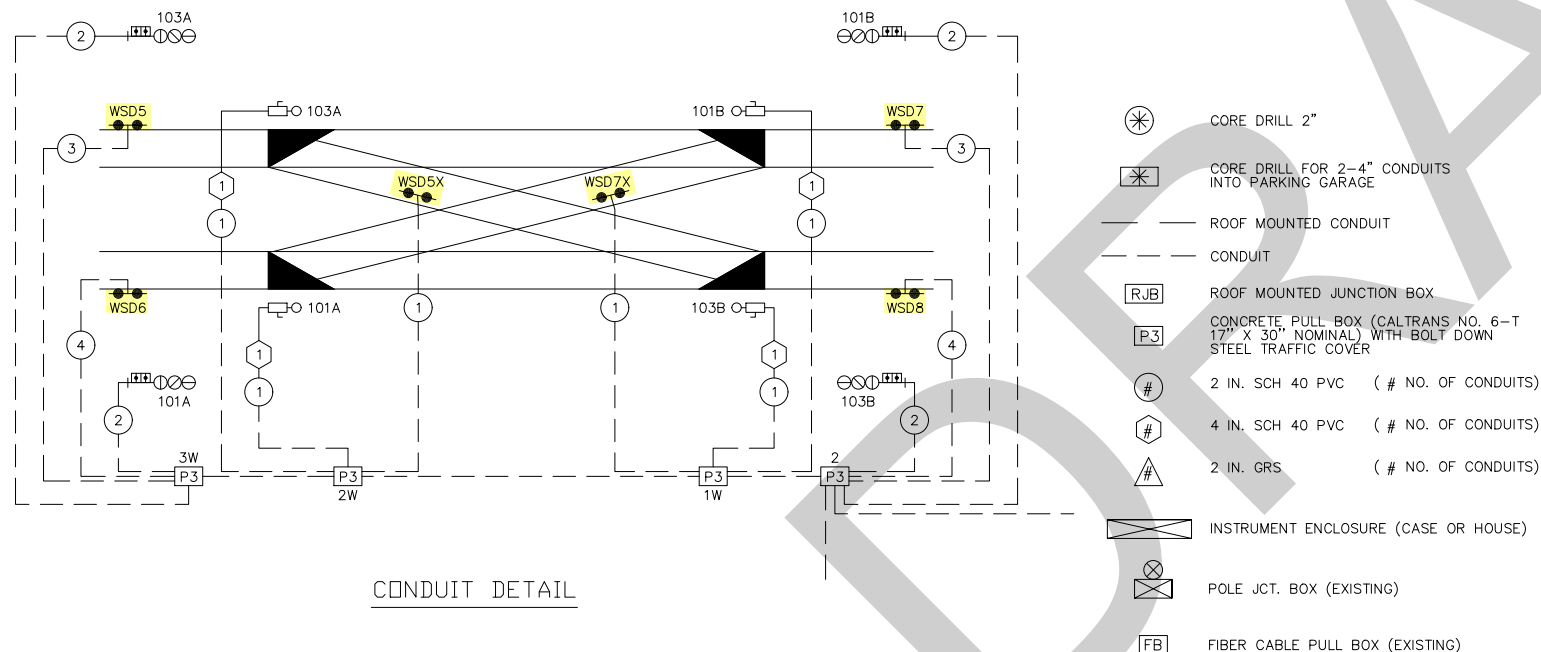 103A
2
101B
2
WSD5
103A
101B
WSD7
3
3
WSD5X
WSD7X
1
1
1
1
WSD6
101A
1
1
103B
WSD8
4
1
1
4
1
1
101A
2
103B
2
3W
P3
P3
2W
P3
1W
2
P3
CONDUIT DETAIL
CORE DRILL 2"
CORE DRILL FOR 2-4" CONDUITS
INTO PARKING GARAGE
ROOF MOUNTED CONDUIT
CONDUIT
RJB ROOF MOUNTED JUNCTION BOX
P3 CONCRETE PULL BOX (CALTRANS NO. 6-T
17" X 30" NOMINAL) WITH BOLT DOWN
STEEL TRAFFIC COVER
# 2 IN. SCH 40 PVC ( # NO. OF CONDUITS)
# 4 IN. SCH 40 PVC ( # NO. OF CONDUITS)
# 2 IN. GRS ( # NO. OF CONDUITS)
INSTRUMENT ENCLOSURE (CASE OR HOUSE)
POLE JCT. BOX (EXISTING)
FB FIBER CABLE PULL BOX (EXISTING)